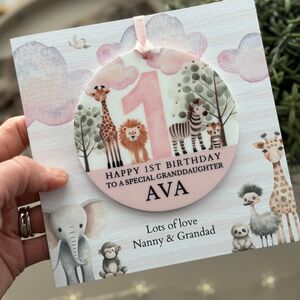 1
HAPPY 1ST BIRTHDAY
TO A SPECIAL GRANDDAUGHTER
AVA
Lots of love
Nanny & Grandad